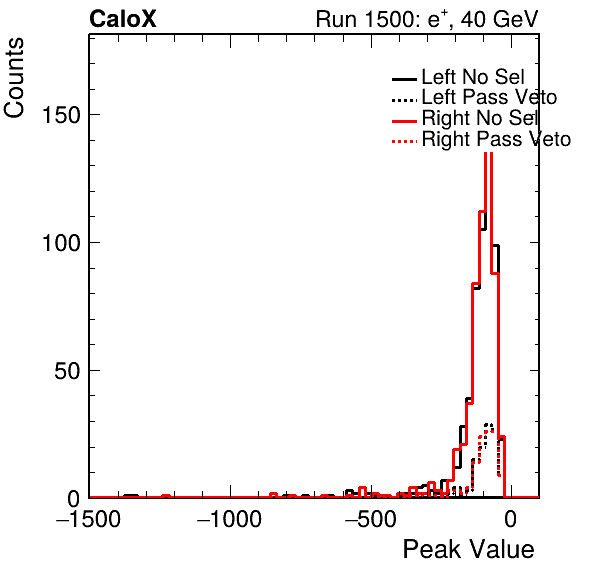 CaloX Run 1500: e+, 40 GeV
Counts
Left No Sel
Left Pass Veto
Right No Sel
Right Pass Veto
150
100
50
0
−1500 −1000 −500 0
Peak Value